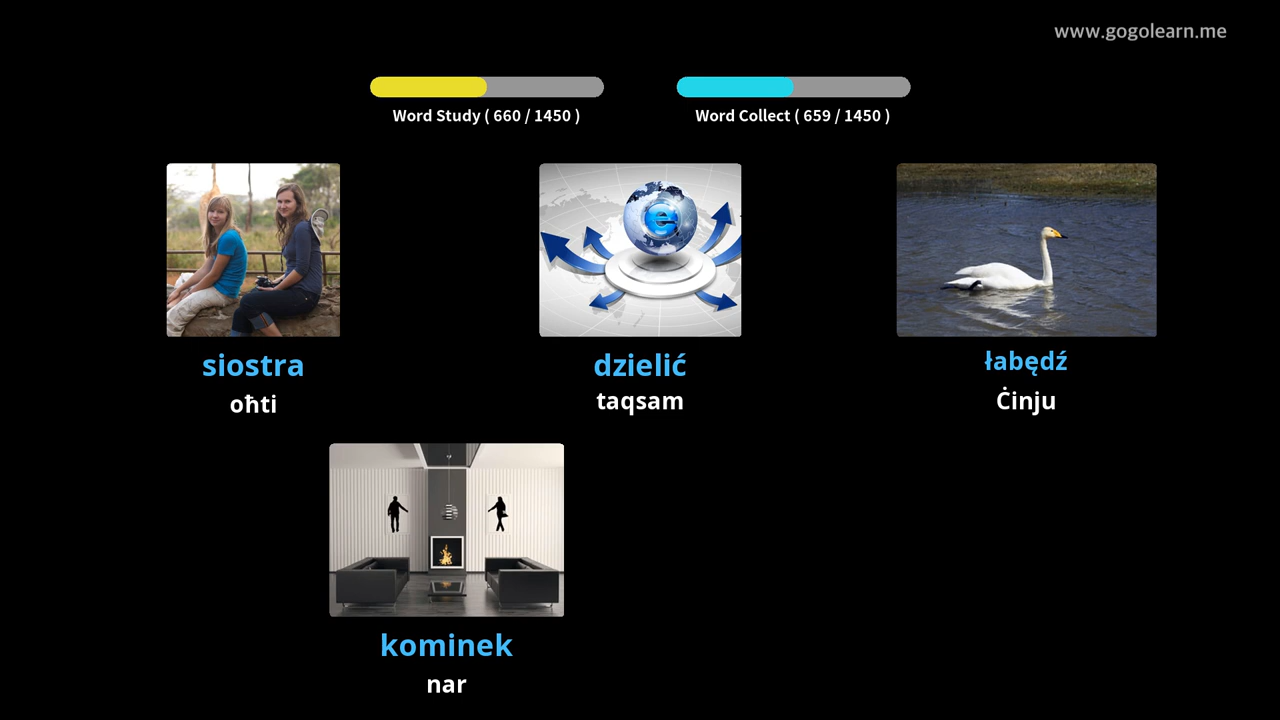 www.gogolearn.me
Word Study ( 660 / 1450 )
Word Collect ( 659 / 1450 )
siostra
oħti
dzielić
taqsam
łabędź
Ċinju
kominek
nar